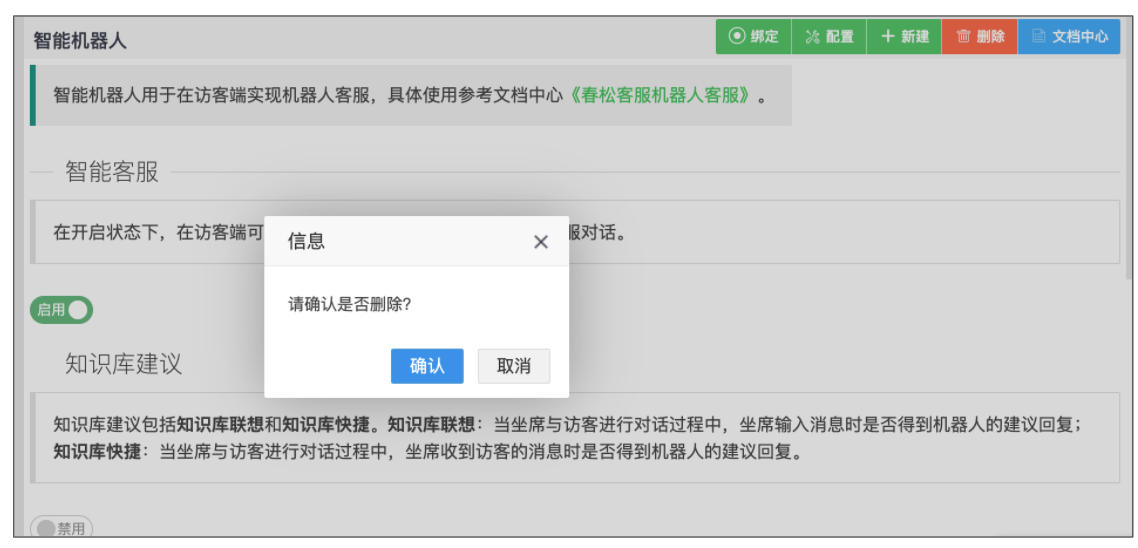 智能机器人
绑定 配置 新建 删除 文档中心
智能机器人用于在访客端实现机器人客服，具体使用参考文档中心《春松客服机器人客服》。
智能客服
在开启状态下，在访客端可
服对话。
信息
请确认是否删除?
确认 取消
启用
知识库建议
知识库建议包括知识库联想和知识库快捷。知识库联想：当坐席与访客进行对话过程中，坐席输入消息时是否得到机器人的建议回复；
知识库快捷：当坐席与访客进行对话过程中，坐席收到访客的消息时是否得到机器人的建议回复。
禁用